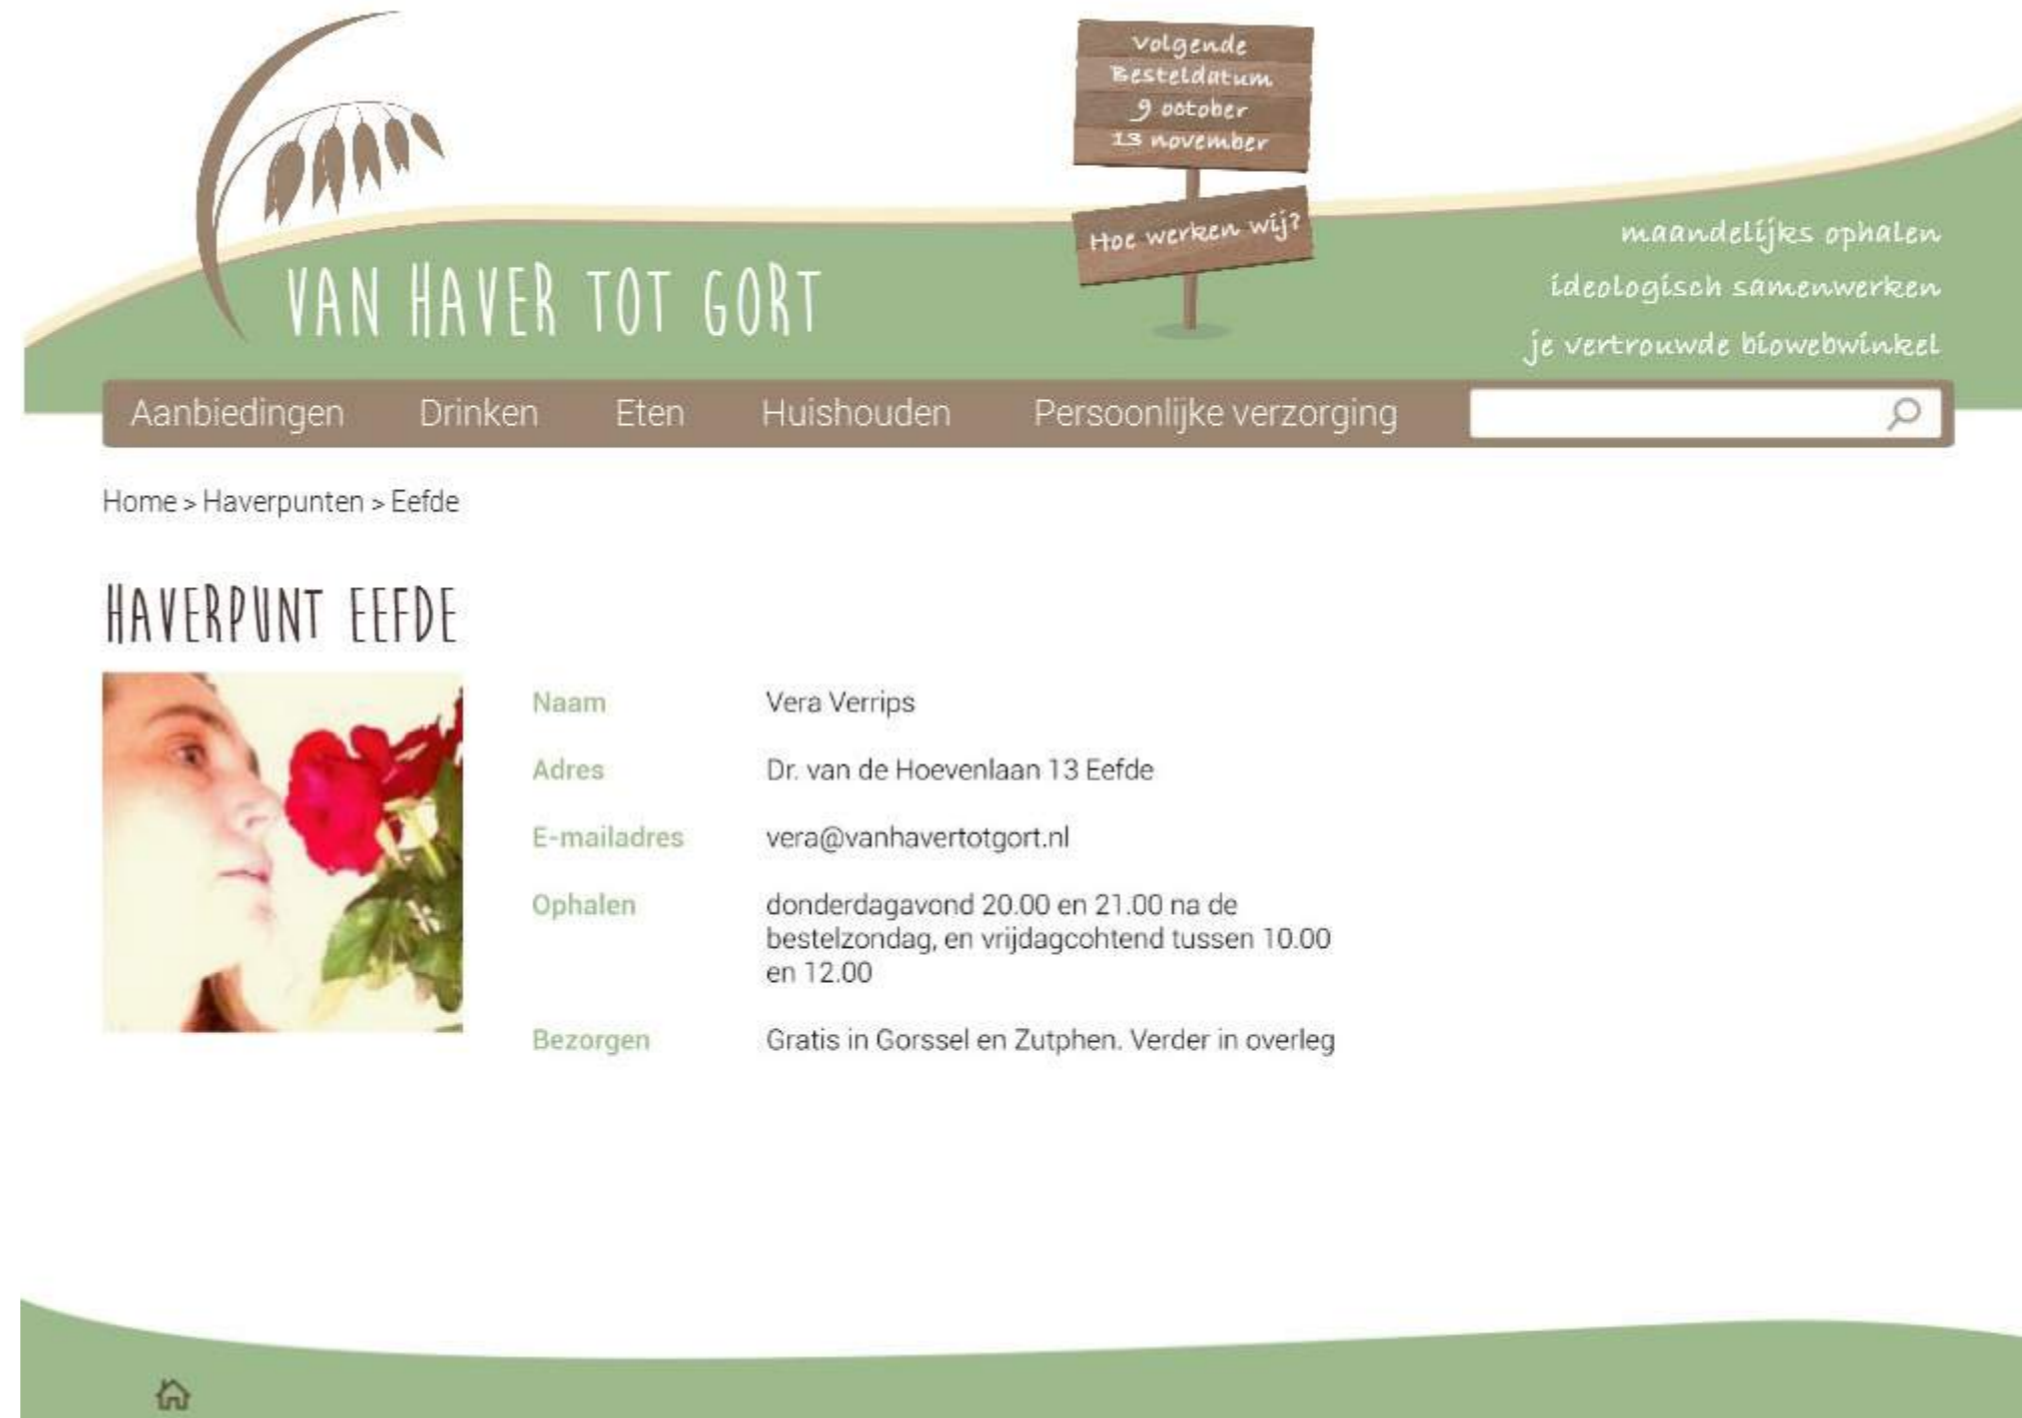 Volgende
Besteldatum
9 october
13 november
Hoe werken wij?
maandelijks ophalen
ideologisch samenwerken
je vertrouwde biowebwinkel
VAN HAVER TOT GORT
Aanbiedingen Drinken Eten Huishouden Persoonlijke verzorging
Home > Haverpunten > Eefde
HAVERPUNT EEFDE
Naam Vera Verrips
Adres Dr. van de Hoevenlaan 13 Eefde
E-mailadres vera@vanhavertotgort.nl
Ophalen donderdagavond 20.00 en 21.00 na de
bestelzondag, en vrijdagcohtend tussen 10.00
en 12.00
Bezorgen Gratis in Gorssel en Zutphen. Verder in overleg